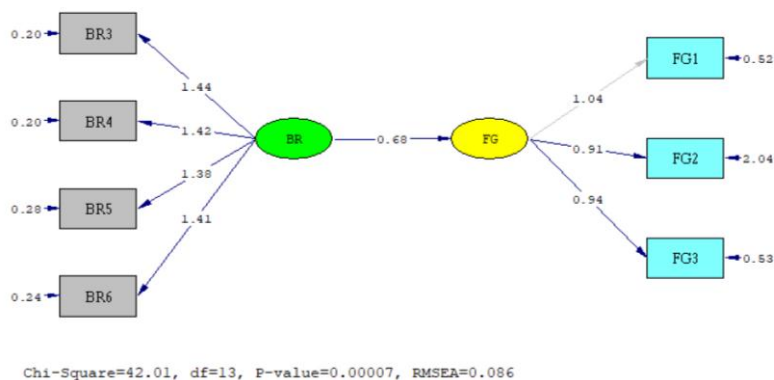 0.20 BR3
FG1 0.52
1.44
1.04
0.20 BR4
1.42
BR 0.68 FG
0.91
FG2 2.04
1.38
0.94
0.28 BR5
1.41
FG3 0.53
0.24 BR6
Chi-Square=42.01, df=13, P-value=0.00007, RMSEA=0.086